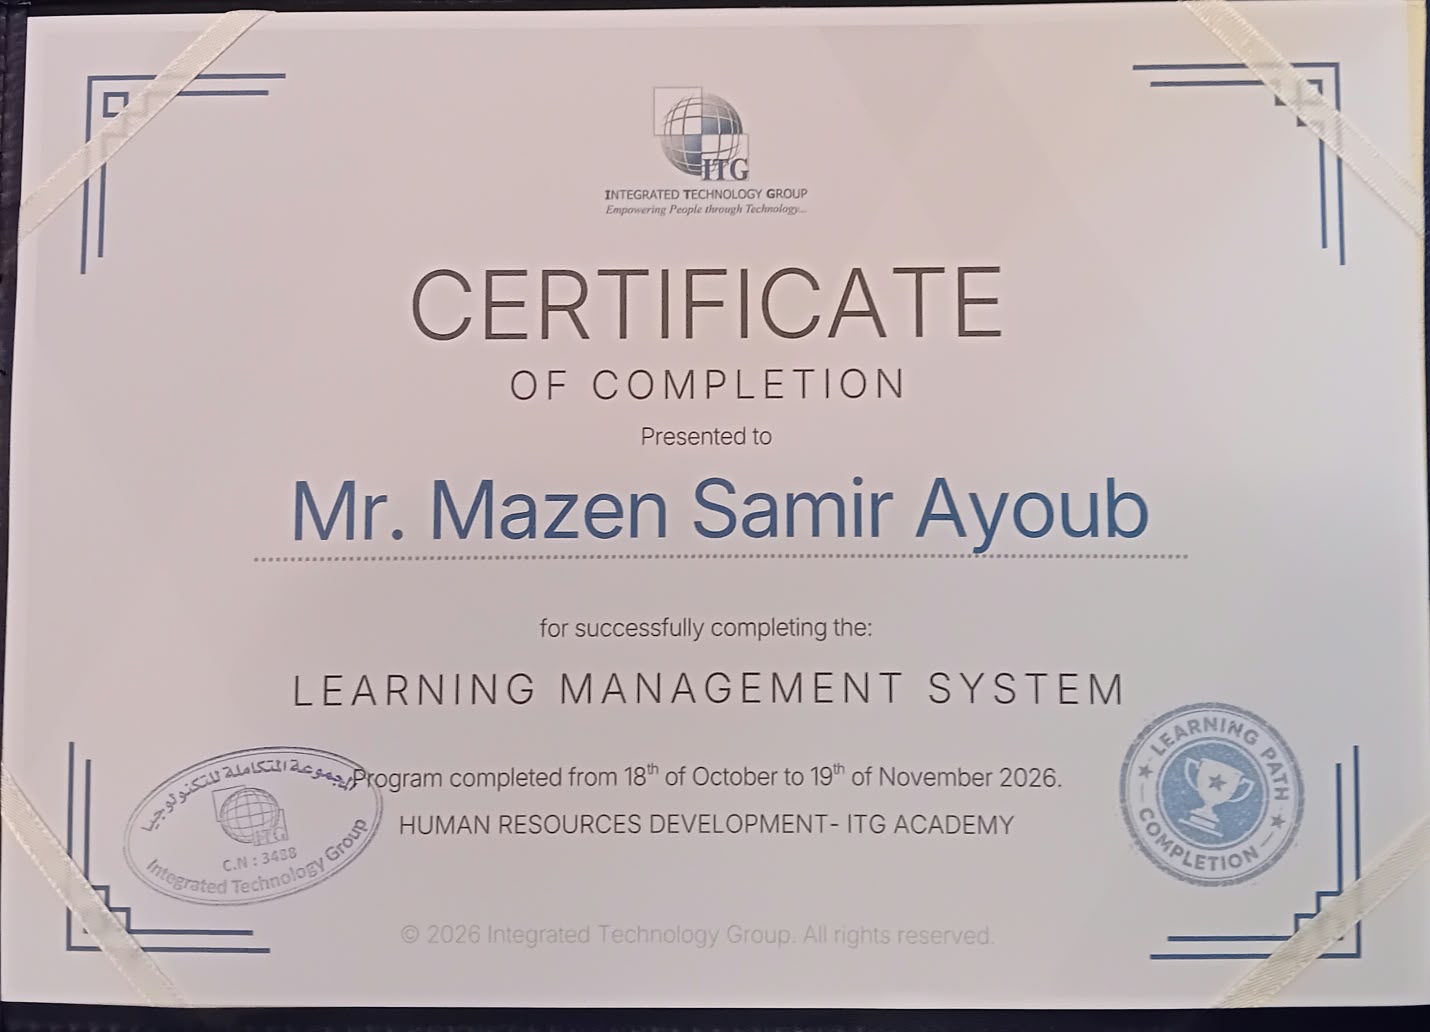 ITG
INTEGRATED TECHNOLOGY GROUP
Empowering People through Technology...
CERTIFICATE
OF COMPLETION
Presented to
Mr. Mazen Samir Ayoub
for successfully completing the:
LEARNING MANAGEMENT SYSTEM
Program completed from 18th of October to 19th of November 2026.
HUMAN RESOURCES DEVELOPMENT- ITG ACADEMY
المجموعة المتكاملة للتكنولوجيا
ITG
C.N : 3488
Integrated Technology Group
LEARNING PATH
COMPLETION
© 2026 Integrated Technology Group. All rights reserved.